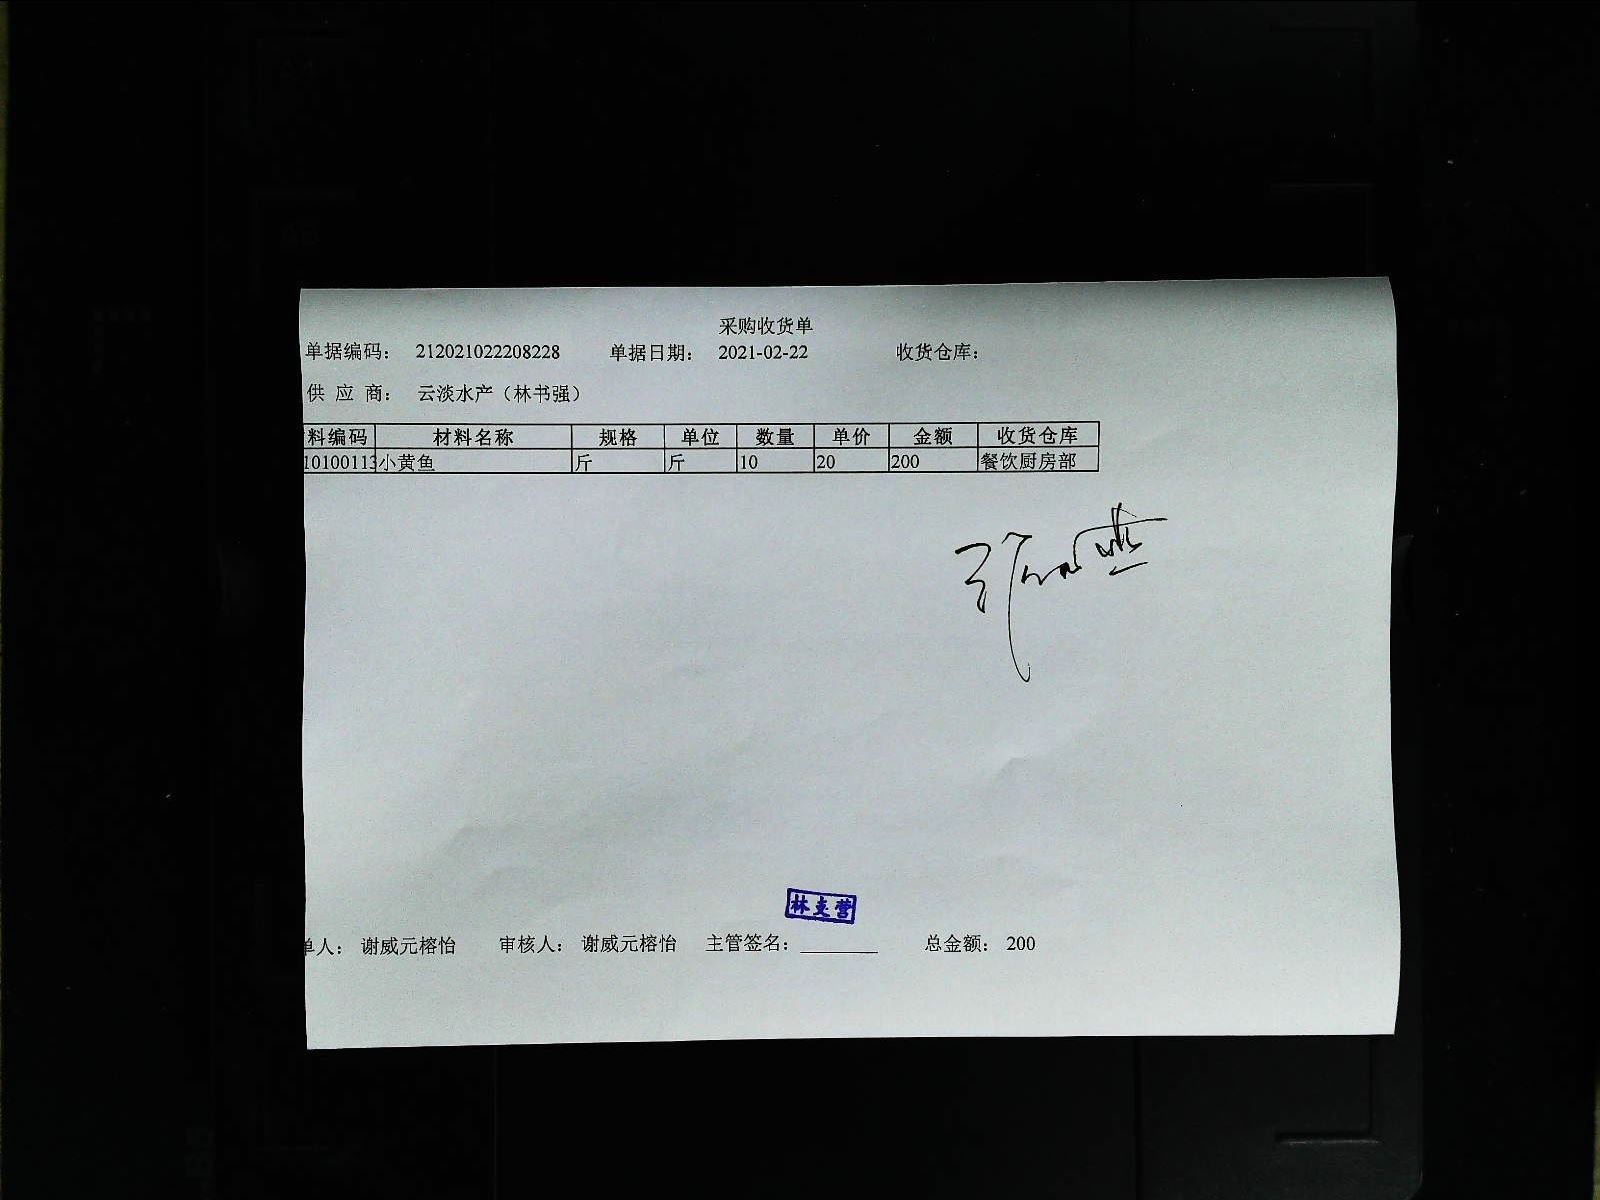 采购收货单
单据编码： 212021022208228 单据日期： 2021-02-22 收货仓库：
供 应 商： 云淡水产（林书强）
料编码 材料名称 规格 单位 数量 单价 金额 收货仓库
10100113 小黄鱼 斤 斤 10 20 200 餐饮厨房部
林支营
单人： 谢威元榕怡 审核人： 谢威元榕怡 主管签名：________ 总金额： 200